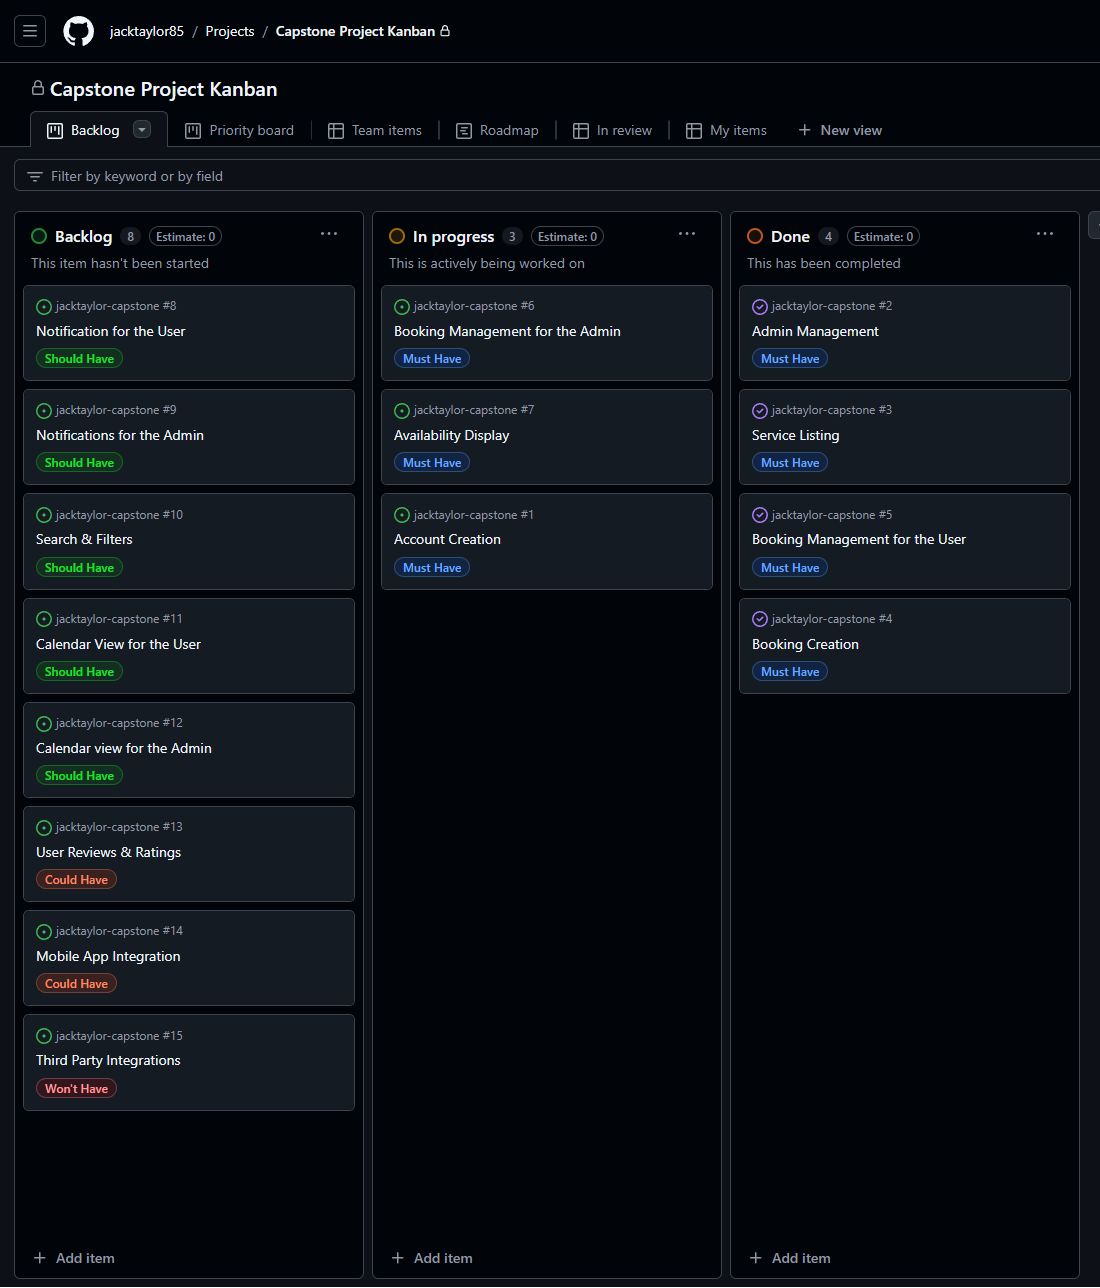 jacktaylor85 / Projects / Capstone Project Kanban
Capstone Project Kanban
Backlog Priority board Team items Roadmap In review My items + New view
Filter by keyword or by field
Backlog 8 Estimate: 0 ...
This item hasn't been started
jacktaylor-capstone #8
Notification for the User
Should Have
jacktaylor-capstone #9
Notifications for the Admin
Should Have
jacktaylor-capstone #10
Search & Filters
Should Have
jacktaylor-capstone #11
Calendar View for the User
Should Have
jacktaylor-capstone #12
Calendar view for the Admin
Should Have
jacktaylor-capstone #13
User Reviews & Ratings
Could Have
jacktaylor-capstone #14
Mobile App Integration
Could Have
jacktaylor-capstone #15
Third Party Integrations
Won't Have
+ Add item
In progress 3 Estimate: 0 ...
This is actively being worked on
jacktaylor-capstone #6
Booking Management for the Admin
Must Have
jacktaylor-capstone #7
Availability Display
Must Have
jacktaylor-capstone #1
Account Creation
Must Have
+ Add item
Done 4 Estimate: 0 ...
This has been completed
jacktaylor-capstone #2
Admin Management
Must Have
jacktaylor-capstone #3
Service Listing
Must Have
jacktaylor-capstone #5
Booking Management for the User
Must Have
jacktaylor-capstone #4
Booking Creation
Must Have
+ Add item